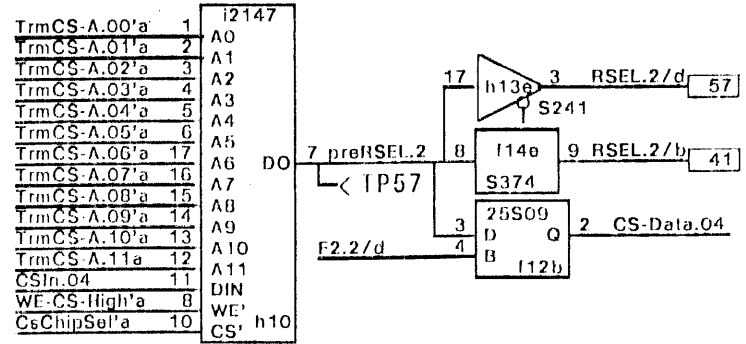 i2147
TrmCS-A.00'a 1 A0
TrmCS-A.01'a 2 A1
TrmCS-A.02'a 3 A2
TrmCS-A.03'a 4 A3
TrmCS-A.04'a 5 A4
TrmCS-A.05'a 6 A5
TrmCS-A.06'a 17 A6 DO 7 preRSEL.2
TrmCS-A.07'a 16 A7
TrmCS-A.08'a 15 A8
TrmCS-A.09'a 14 A9
TrmCS-A.10'a 13 A10
TrmCS-A.11a 12 A11
CSIn.04 11 DIN
WE-CS-High'a 8 WE'
CsChipSel'a 10 CS' h10
TP57
17 h13e 3 RSEL.2/d 57
S241
8 f14e 9 RSEL.2/b 41
S374
25S09
3 D Q 2 CS-Data.04
F2.2/d 4 B
f12b